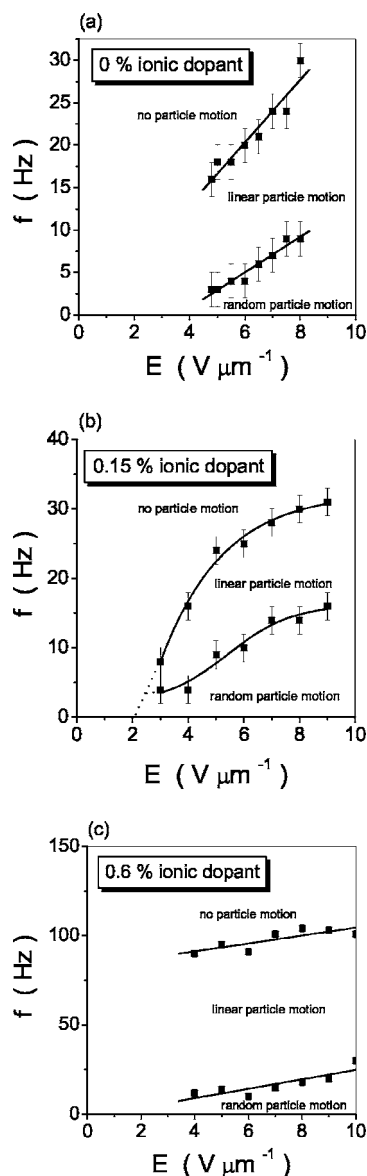 (a)
0 % ionic dopant
30
25
20
15
10
5
0
no particle motion
linear particle motion
random particle motion
f ( Hz )
0 2 4 6 8 10
E ( V µm⁻¹ )
(b)
0.15 % ionic dopant
40
30
20
10
0
no particle motion
linear particle motion
random particle motion
f ( Hz )
0 2 4 6 8 10
E ( V µm⁻¹ )
(c)
0.6 % ionic dopant
150
100
50
0
no particle motion
linear particle motion
random particle motion
f ( Hz )
0 2 4 6 8 10
E ( V µm⁻¹ )